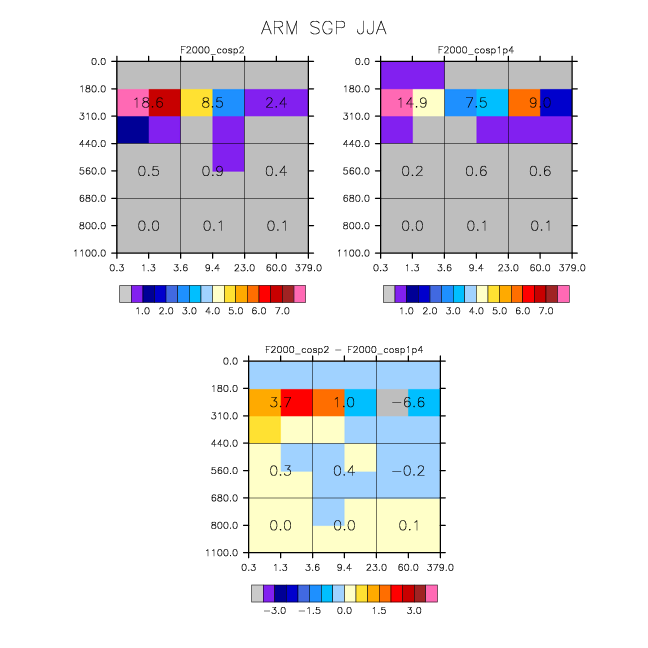 ARM SGP JJA
F2000_cosp2
0.0
180.0
310.0
440.0
560.0
680.0
800.0
1100.0
18.6 8.5 2.4
0.5 0.9 0.4
0.0 0.1 0.1
0.3 1.3 3.6 9.4 23.0 60.0 379.0
1.0 2.0 3.0 4.0 5.0 6.0 7.0
F2000_cosp1p4
0.0
180.0
310.0
440.0
560.0
680.0
800.0
1100.0
14.9 7.5 9.0
0.2 0.6 0.6
0.0 0.1 0.1
0.3 1.3 3.6 9.4 23.0 60.0 379.0
1.0 2.0 3.0 4.0 5.0 6.0 7.0
F2000_cosp2 − F2000_cosp1p4
0.0
180.0
310.0
440.0
560.0
680.0
800.0
1100.0
3.7 1.0 −6.6
0.3 0.4 −0.2
0.0 0.0 0.1
0.3 1.3 3.6 9.4 23.0 60.0 379.0
−3.0 −1.5 0.0 1.5 3.0